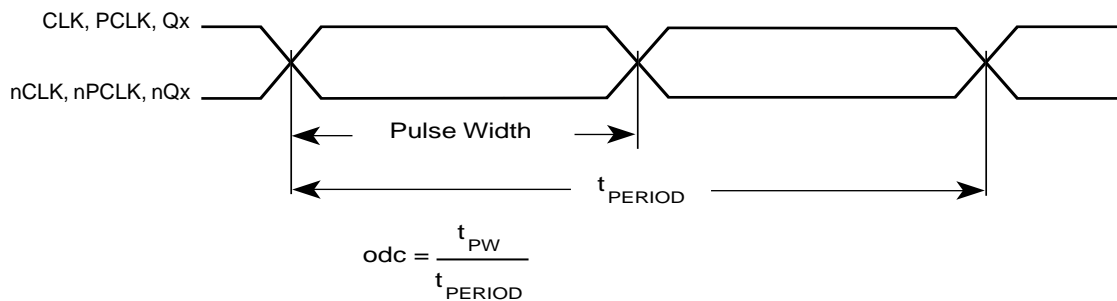 CLK, PCLK, Qx
nCLK, nPCLK, nQx
Pulse Width
tPERIOD
odc = tPW
tPERIOD